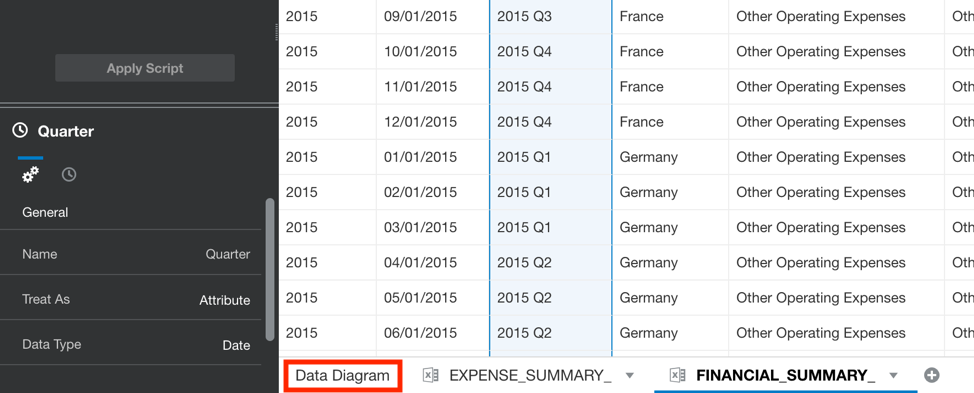 Apply Script
Quarter
General
Name Quarter
Treat As Attribute
Data Type Date
2015 09/01/2015 2015 Q3 France Other Operating Expenses Oth
2015 10/01/2015 2015 Q4 France Other Operating Expenses Oth
2015 11/01/2015 2015 Q4 France Other Operating Expenses Oth
2015 12/01/2015 2015 Q4 France Other Operating Expenses Oth
2015 01/01/2015 2015 Q1 Germany Other Operating Expenses Oth
2015 02/01/2015 2015 Q1 Germany Other Operating Expenses Oth
2015 03/01/2015 2015 Q1 Germany Other Operating Expenses Oth
2015 04/01/2015 2015 Q2 Germany Other Operating Expenses Oth
2015 05/01/2015 2015 Q2 Germany Other Operating Expenses Oth
2015 06/01/2015 2015 Q2 Germany Other Operating Expenses Oth
Data Diagram EXPENSE_SUMMARY_ FINANCIAL_SUMMARY_